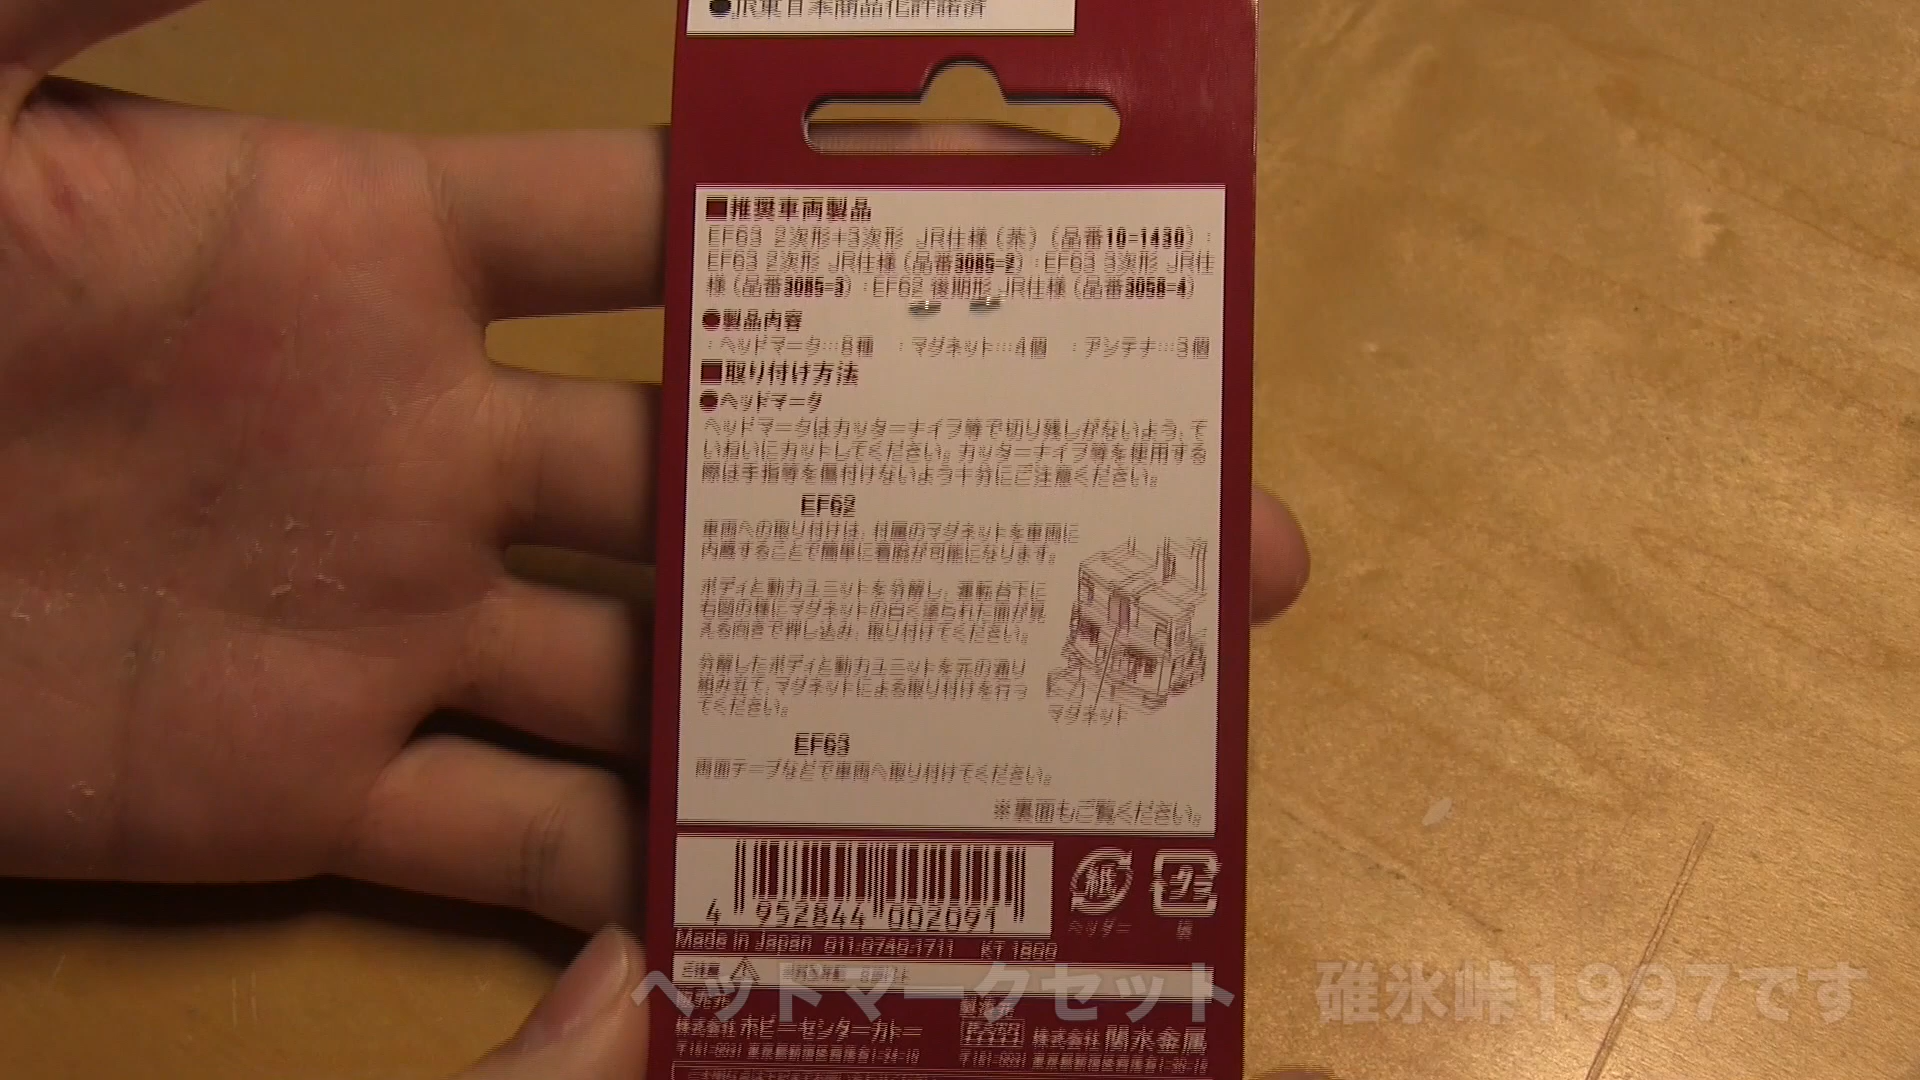 ●JR東日本商品化許諾済
■推奨車両製品
EF63 2次形+3次形 JR仕様(茶)(品番10-1430)・
EF63 2次形 JR仕様(品番3085-2)・EF63 3次形 JR仕
様(品番3085-3)・EF62 後期形 JR仕様(品番3058-4)
●製品内容
・ヘッドマーク…8種 ・マグネット…4個 ・アンテナ…3個
■取り付け方法
●ヘッドマーク
ヘッドマークはカッターナイフ等で切り残しがないよう、て
いねいにカットしてください。カッターナイフ等を使用する
際は手指等を傷付けないよう十分にご注意ください。
EF62
車両への取り付けは、付属のマグネットを車両に
内蔵することで簡単に着脱が可能になります。
ボディと動力ユニットを分解し、運転台下に
右図の様にマグネットの白く塗られた面が見
える向きで押し込み、取り付けてください。
分解したボディと動力ユニットを元の通り
組み立て、マグネットによる取り付けを行っ
てください。
マグネット
EF63
両面テープなどで車両へ取り付けてください。
※裏面もご覧ください。
4 952844 002091
紙
プラ
ヘッダー
袋
Made in Japan 011-0740-1711 KT 1800
ご注意
ヘットマークセット 碓氷峠1997です
販売元
製造元
株式会社ホビーセンターカトー
KATO 株式会社 関水金属